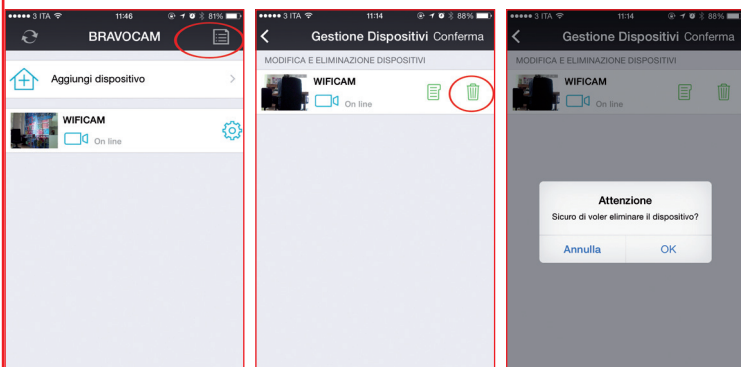 3 ITA 11:46 81%
BRAVOCAM
Aggiungi dispositivo
WIFICAM
On line
3 ITA 11:14 88%
Gestione Dispositivi Conferma
MODIFICA E ELIMINAZIONE DISPOSITIVI
WIFICAM
On line
3 ITA 11:14 88%
Gestione Dispositivi Conferma
MODIFICA E ELIMINAZIONE DISPOSITIVI
WIFICAM
On line
Attenzione
Sicuro di voler eliminare il dispositivo?
Annulla OK